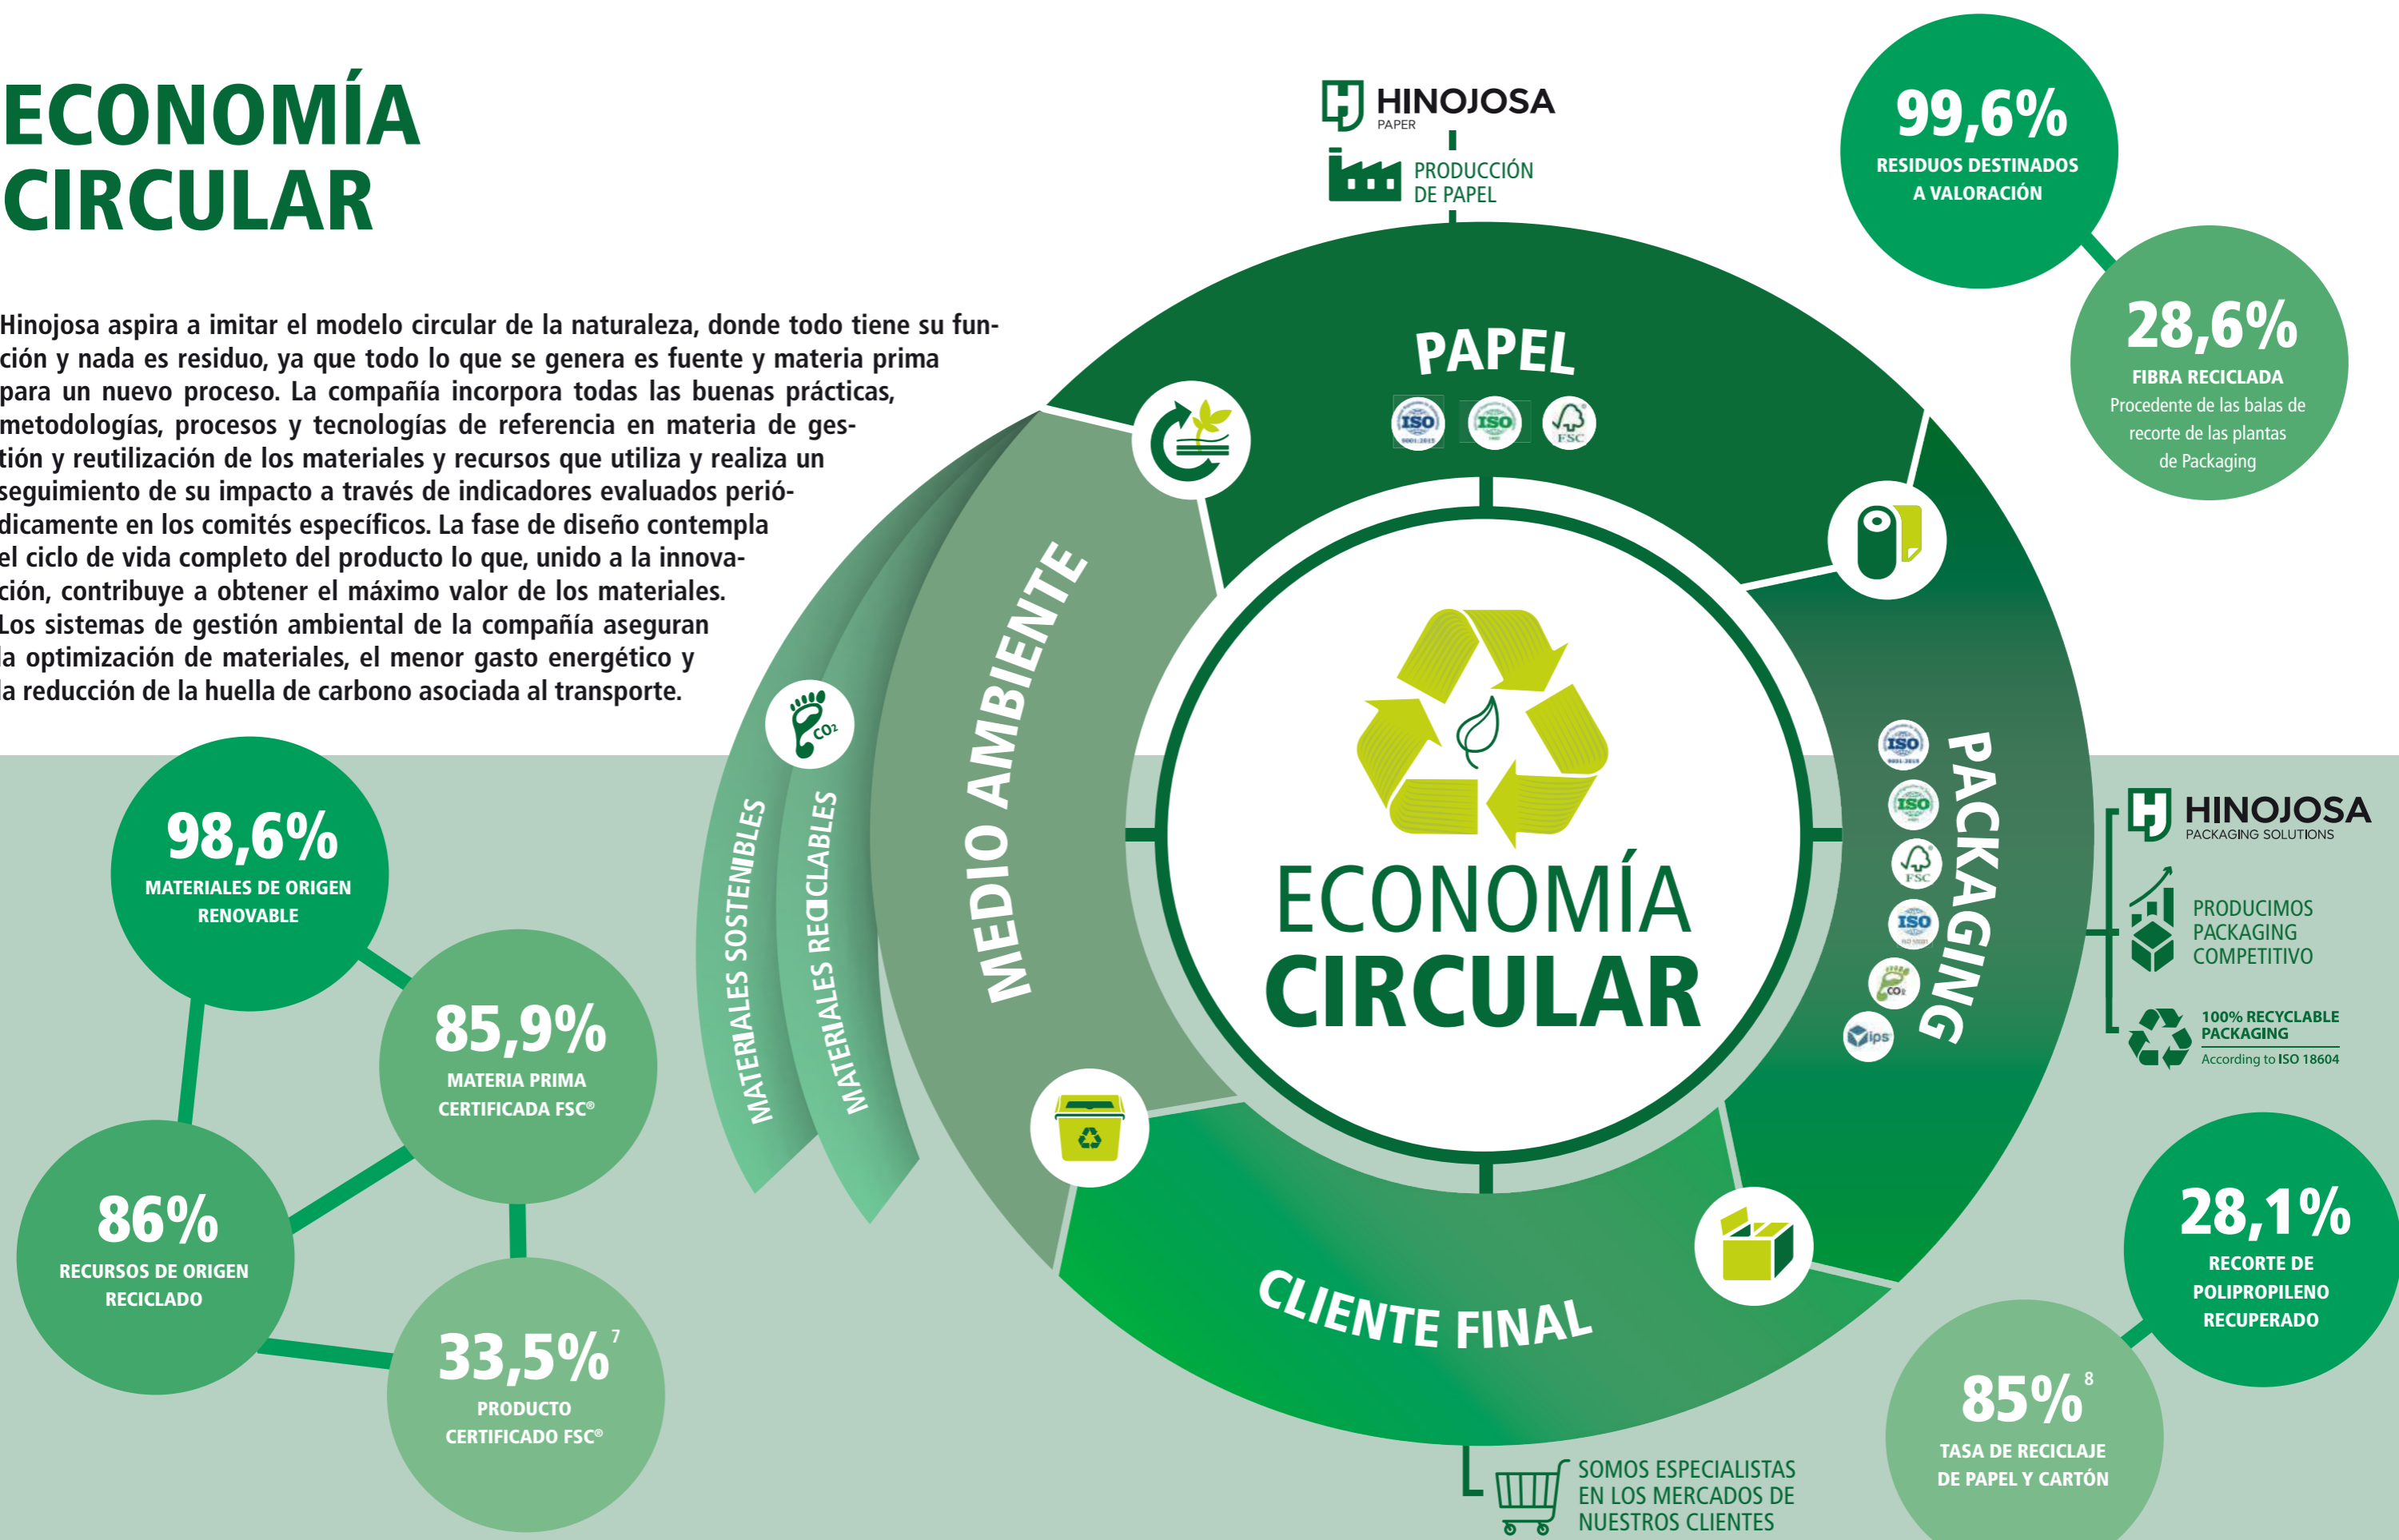 ECONOMÍA
CIRCULAR
Hinojosa aspira a imitar el modelo circular de la naturaleza, donde todo tiene su fun-
ción y nada es residuo, ya que todo lo que se genera es fuente y materia prima
para un nuevo proceso. La compañía incorpora todas las buenas prácticas,
metodologías, procesos y tecnologías de referencia en materia de ges-
tión y reutilización de los materiales y recursos que utiliza y realiza un
seguimiento de su impacto a través de indicadores evaluados perió-
dicamente en los comités específicos. La fase de diseño contempla
el ciclo de vida completo del producto lo que, unido a la innova-
ción, contribuye a obtener el máximo valor de los materiales.
Los sistemas de gestión ambiental de la compañía aseguran
la optimización de materiales, el menor gasto energético y
la reducción de la huella de carbono asociada al transporte.
98,6%
MATERIALES DE ORIGEN
RENOVABLE
85,9%
MATERIA PRIMA
CERTIFICADA FSC®
86%
RECURSOS DE ORIGEN
RECICLADO
33,5%⁷
PRODUCTO
CERTIFICADO FSC®
HINOJOSA
PAPER
PRODUCCIÓN
DE PAPEL
PAPEL
ISO
9001:2015
ISO
FSC
MATERIALES SOSTENIBLES
MATERIALES RECICLABLES
CO₂
MEDIO AMBIENTE
ECONOMÍA
CIRCULAR
PACKAGING
ISO
9001:2015
ISO
FSC
ISO
CO₂
ips
CLIENTE FINAL
SOMOS ESPECIALISTAS
EN LOS MERCADOS DE
NUESTROS CLIENTES
99,6%
RESIDUOS DESTINADOS
A VALORACIÓN
28,6%
FIBRA RECICLADA
Procedente de las balas de
recorte de las plantas
de Packaging
HINOJOSA
PACKAGING SOLUTIONS
PRODUCIMOS
PACKAGING
COMPETITIVO
100% RECYCLABLE
PACKAGING
According to ISO 18604
28,1%
RECORTE DE
POLIPROPILENO
RECUPERADO
85%⁸
TASA DE RECICLAJE
DE PAPEL Y CARTÓN